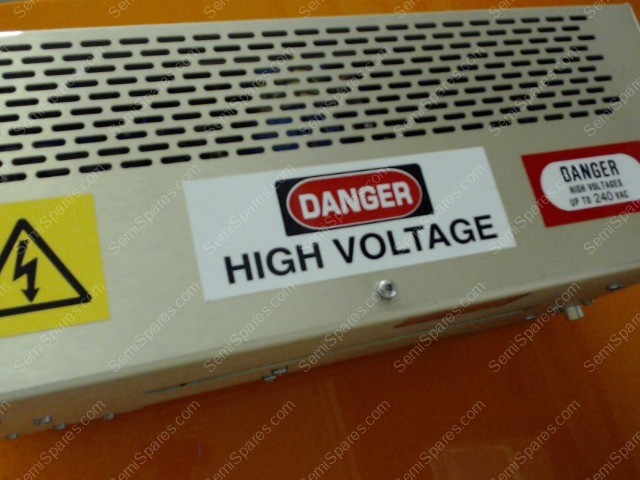 DANGER
HIGH VOLTAGE
DANGER
HIGH VOLTAGES
UP TO 240 VAC
SemiSpares.com